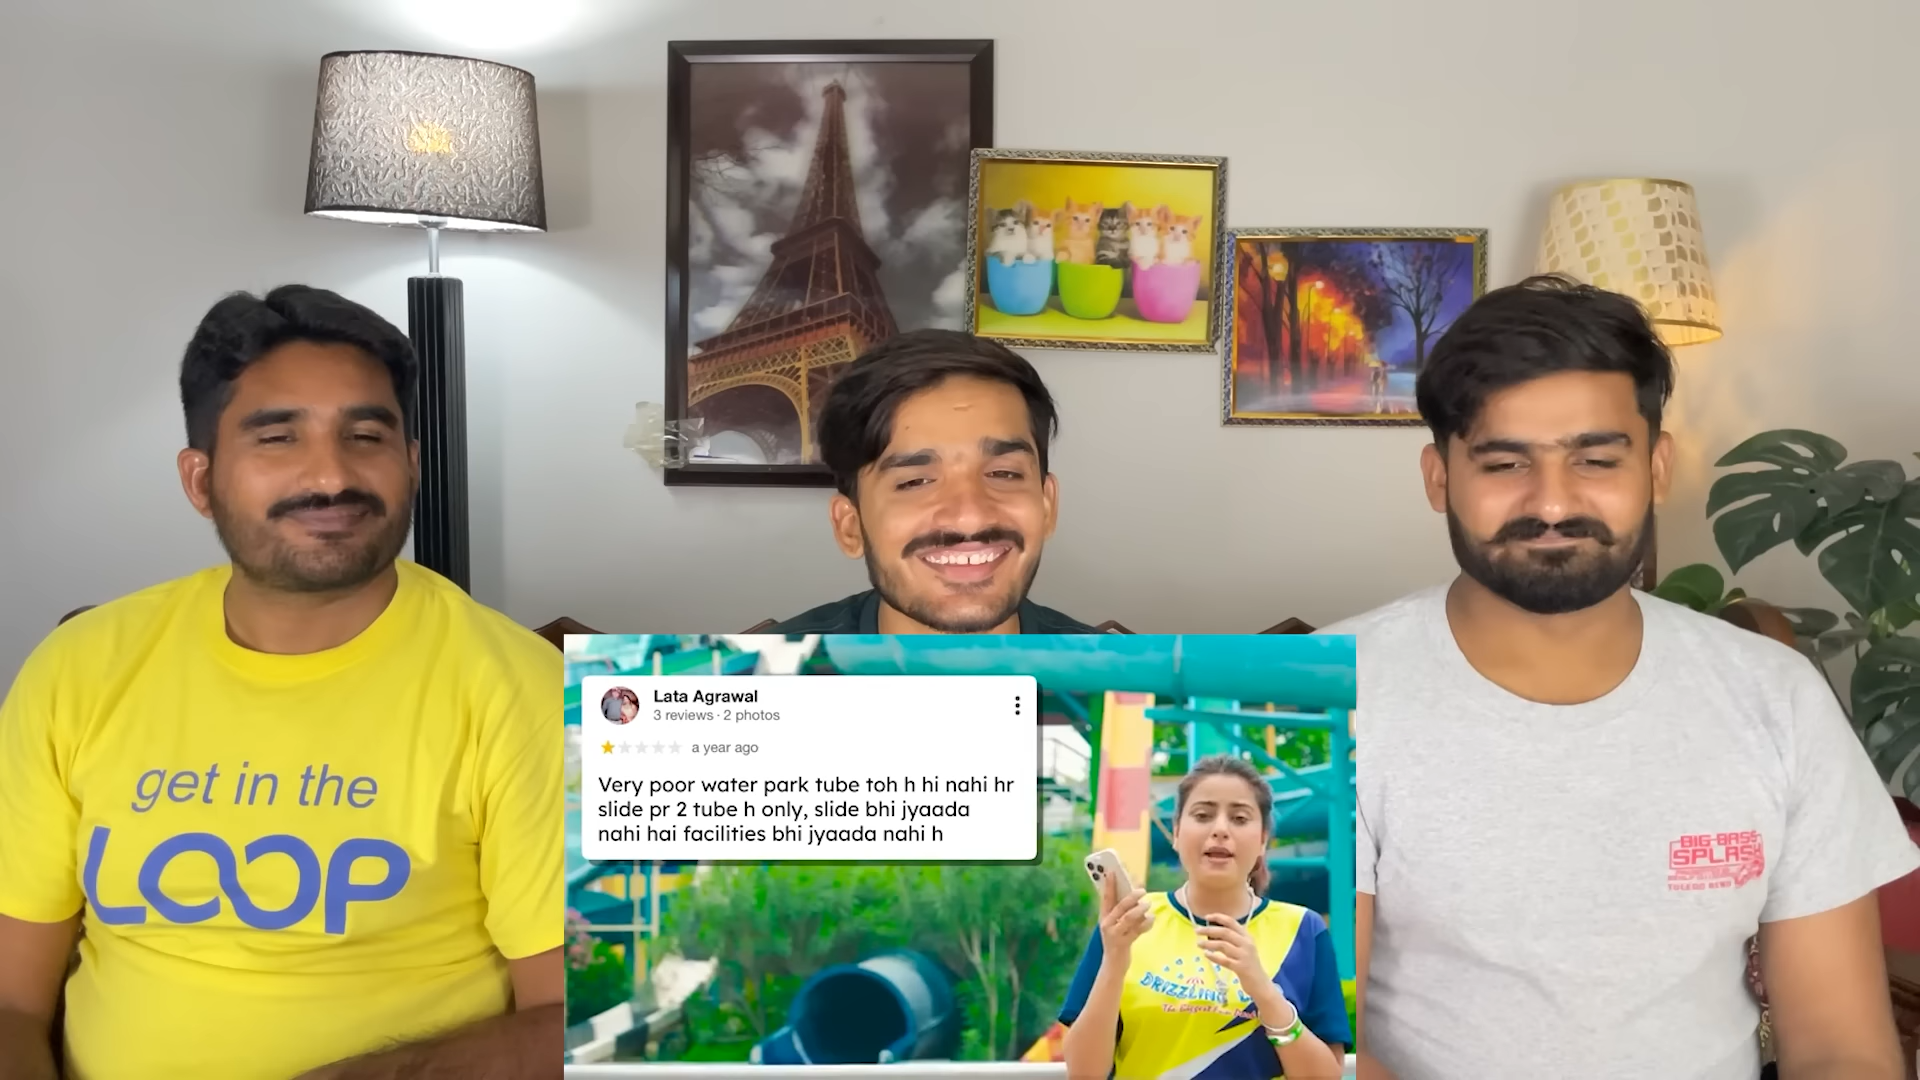 get in the
LOOP
Lata Agrawal
3 reviews · 2 photos
a year ago
Very poor water park tube toh h hi nahi hr
slide pr 2 tube h only, slide bhi jyaada
nahi hai facilities bhi jyaada nahi h
DRIZZLING
BIG BASS
SPLASH